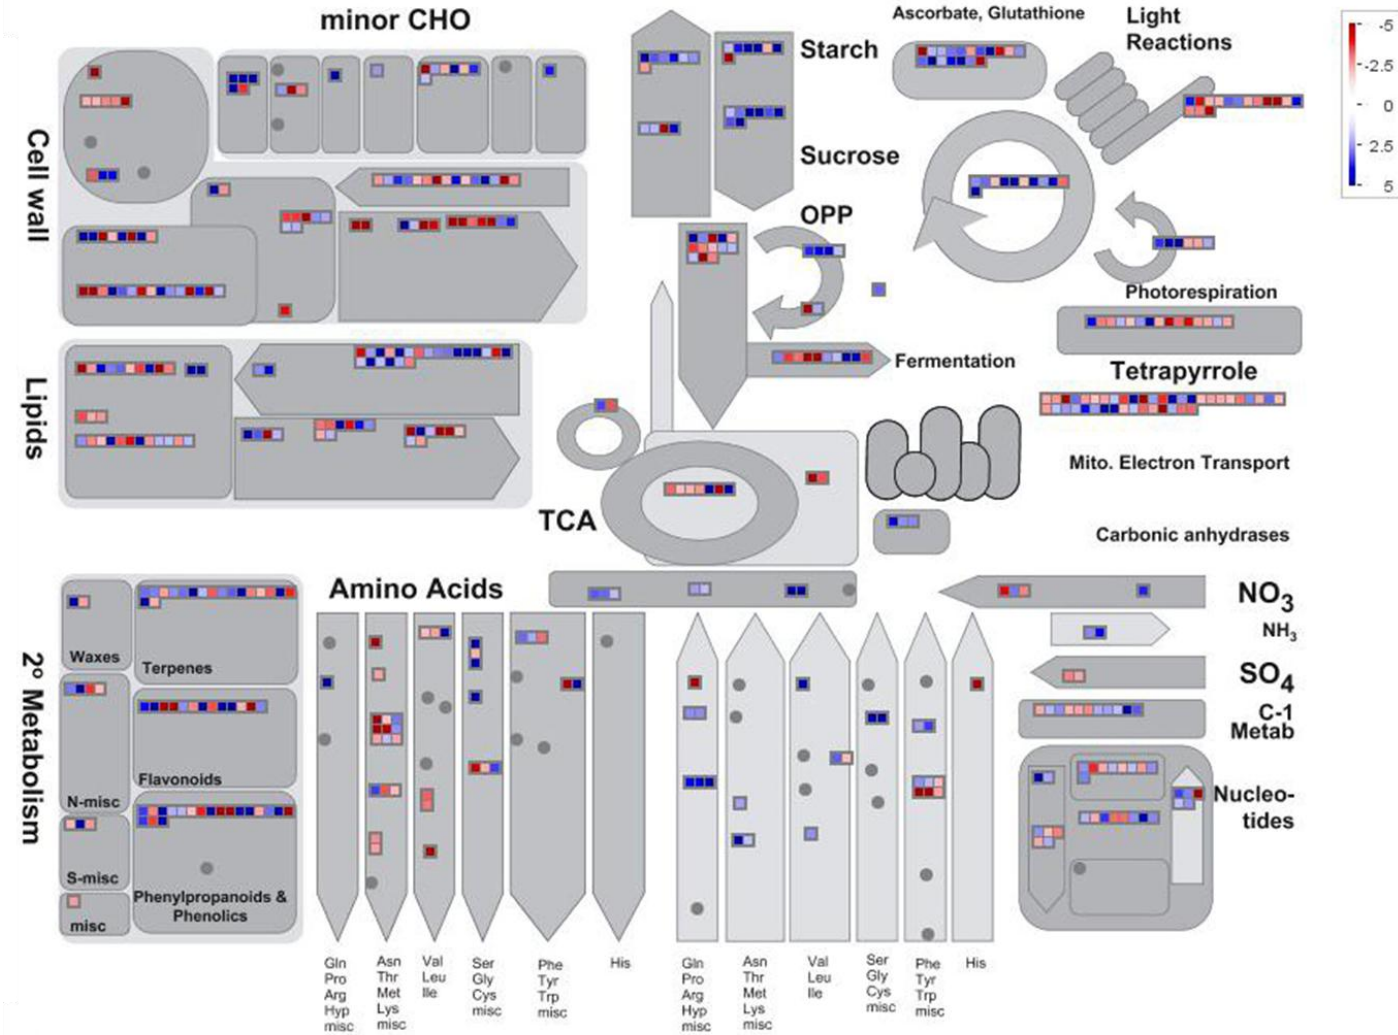 minor CHO
Cell wall
Lipids
2° Metabolism
Starch
Sucrose
OPP
Ascorbate, Glutathione
Light
Reactions
-5
-2.5
0
2.5
5
Photorespiration
Fermentation
Tetrapyrrole
Mito. Electron Transport
TCA
Carbonic anhydrases
Amino Acids
NO3
NH3
SO4
C-1
Metab
Nucleo-
tides
Waxes
Terpenes
Flavonoids
N-misc
S-misc
misc
Phenylpropanoids &
Phenolics
Gln
Pro
Arg
Hyp
misc
Asn
Thr
Met
Lys
misc
Val
Leu
Ile
Ser
Gly
Cys
misc
Phe
Tyr
Trp
misc
His
Gln
Pro
Arg
Hyp
misc
Asn
Thr
Met
Lys
misc
Val
Leu
Ile
Ser
Gly
Cys
misc
Phe
Tyr
Trp
misc
His